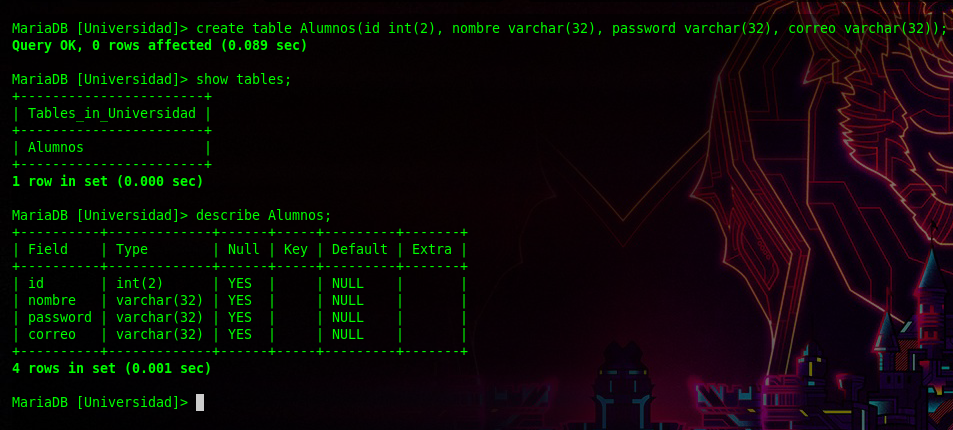 MariaDB [Universidad]> create table Alumnos(id int(2), nombre varchar(32), password varchar(32), correo varchar(32));
Query OK, 0 rows affected (0.089 sec)
MariaDB [Universidad]> show tables;
+-----------------------+
| Tables_in_Universidad |
+-----------------------+
| Alumnos               |
+-----------------------+
1 row in set (0.000 sec)
MariaDB [Universidad]> describe Alumnos;
+----------+-------------+------+-----+---------+-------+
| Field    | Type        | Null | Key | Default | Extra |
+----------+-------------+------+-----+---------+-------+
| id       | int(2)      | YES  |     | NULL    |       |
| nombre   | varchar(32) | YES  |     | NULL    |       |
| password | varchar(32) | YES  |     | NULL    |       |
| correo   | varchar(32) | YES  |     | NULL    |       |
+----------+-------------+------+-----+---------+-------+
4 rows in set (0.001 sec)
MariaDB [Universidad]>